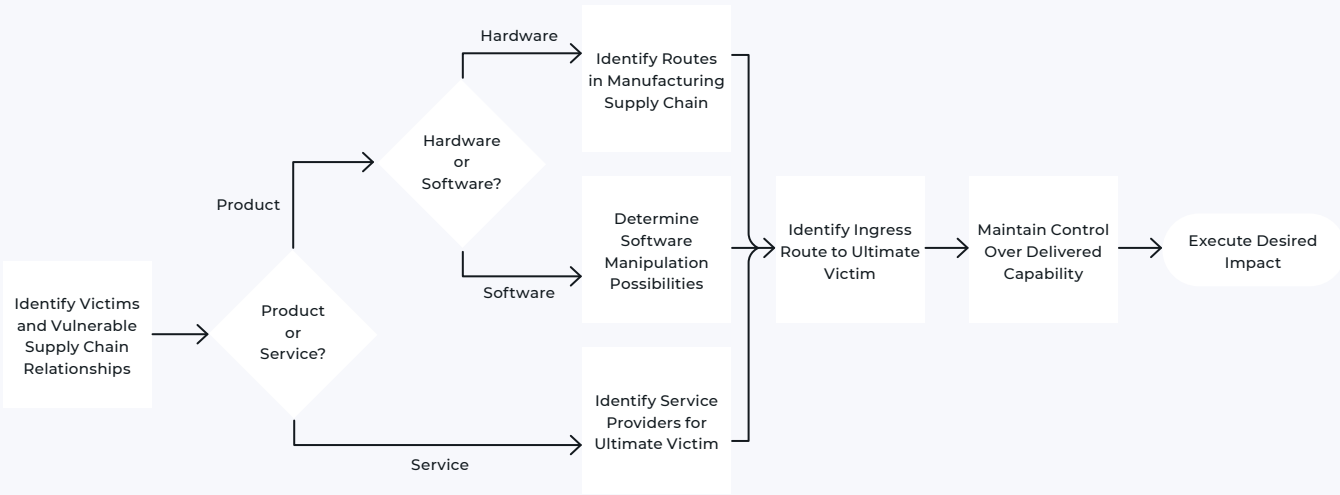 Identify Victims
and Vulnerable
Supply Chain
Relationships
Product
or
Service?
Product
Hardware
or
Software?
Hardware
Identify Routes
in Manufacturing
Supply Chain
Software
Determine
Software
Manipulation
Possibilities
Service
Identify Service
Providers for
Ultimate Victim
Identify Ingress
Route to Ultimate
Victim
Maintain Control
Over Delivered
Capability
Execute Desired
Impact